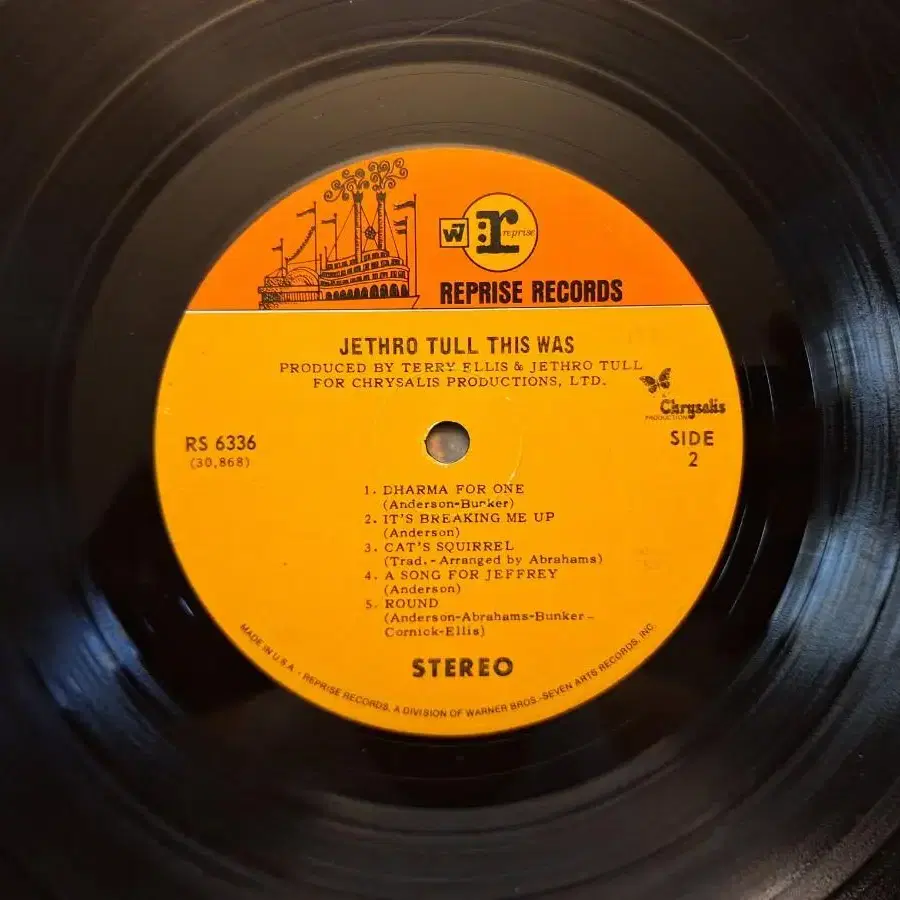 W7 r: reprise
REPRISE RECORDS
JETHRO TULL THIS WAS
PRODUCED BY TERRY ELLIS & JETHRO TULL
FOR CHRYSALIS PRODUCTIONS, LTD.
A
Chrysalis
PRODUCTION
RS 6336
(30,868)
SIDE
2
1. DHARMA FOR ONE
(Anderson-Bunker)
2. IT'S BREAKING ME UP
(Anderson)
3. CAT'S SQUIRREL
(Trad.-Arranged by Abrahams)
4. A SONG FOR JEFFREY
(Anderson)
5. ROUND
(Anderson-Abrahams-Bunker-
Cornick-Ellis)
STEREO
MADE IN U.S.A. - REPRISE RECORDS, A DIVISION OF WARNER BROS.-SEVEN ARTS RECORDS, INC.